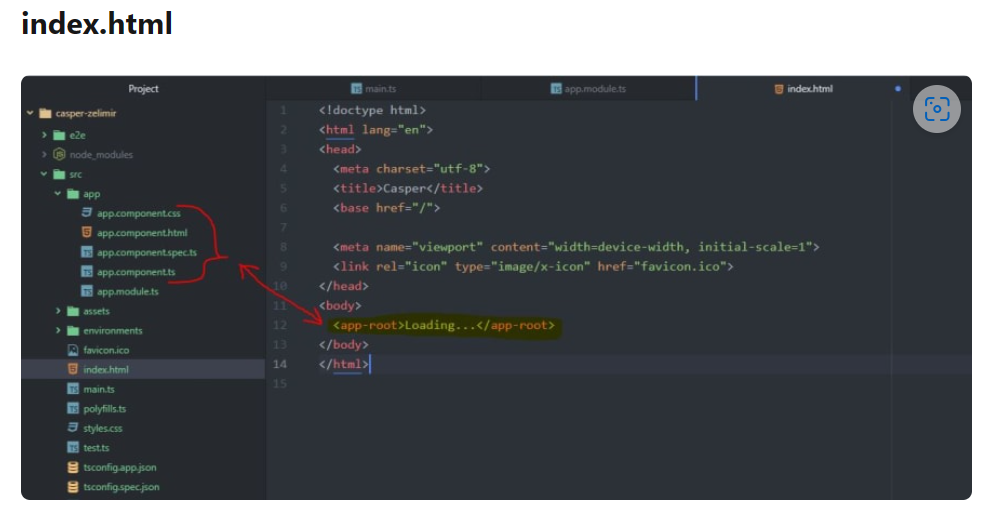 index.html
Project
main.ts
app.module.ts
index.html
casper-zelimir
e2e
node_modules
src
app
app.component.css
app.component.html
app.component.spec.ts
app.component.ts
app.module.ts
assets
environments
favicon.ico
index.html
main.ts
polyfills.ts
styles.css
test.ts
tsconfig.app.json
tsconfig.spec.json
1 <!doctype html>
2 <html lang="en">
3 <head>
4 <meta charset="utf-8">
5 <title>Casper</title>
6 <base href="/">
7
8 <meta name="viewport" content="width=device-width, initial-scale=1">
9 <link rel="icon" type="image/x-icon" href="favicon.ico">
10 </head>
11 <body>
12 <app-root>Loading...</app-root>
13 </body>
14 </html>
15